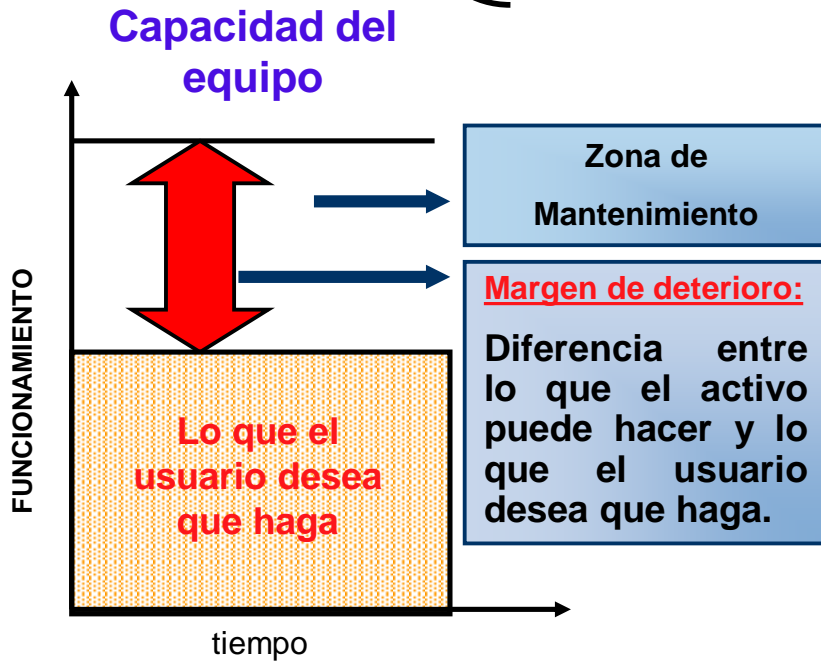 Capacidad del
equipo
Zona de
Mantenimiento
FUNCIONAMIENTO
Margen de deterioro:
Diferencia entre
lo que el activo
puede hacer y lo
que el usuario
desea que haga.
Lo que el
usuario desea
que haga
tiempo